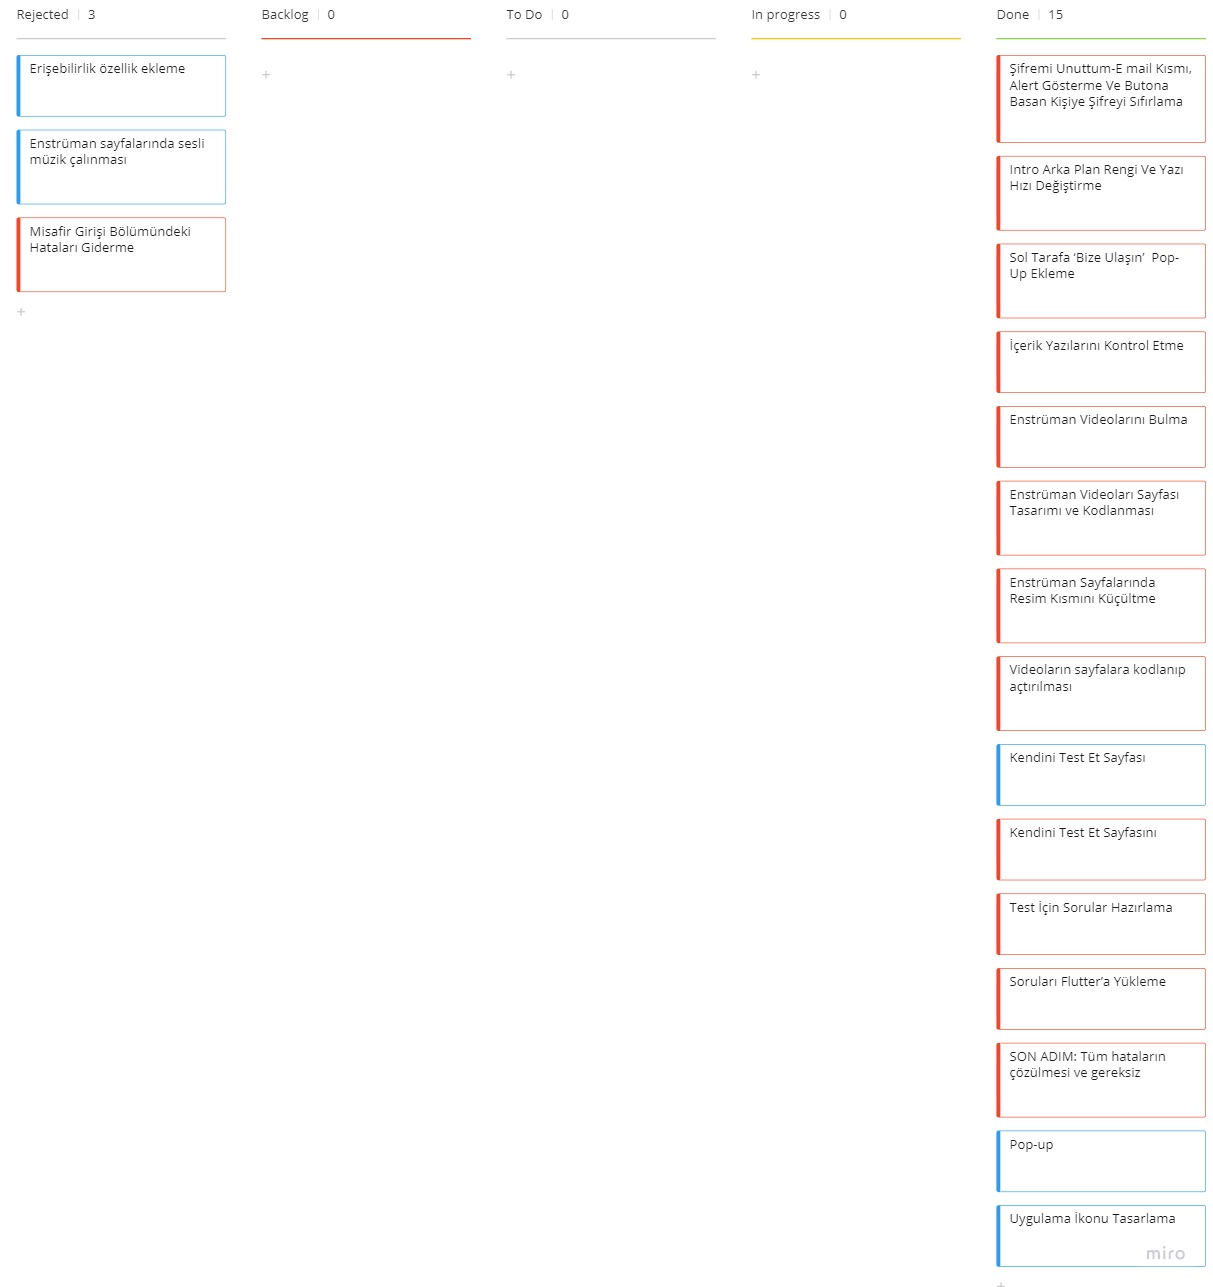 Rejected | 3
Erişebilirlik özellik ekleme
Enstrüman sayfalarında sesli
müzik çalınması
Misafir Girişi Bölümündeki
Hataları Giderme
+
Backlog | 0
+
To Do | 0
+
In progress | 0
+
Done | 15
Şifremi Unuttum-E mail Kısmı,
Alert Gösterme Ve Butona
Basan Kişiye Şifreyi Sıfırlama
Intro Arka Plan Rengi Ve Yazı
Hızı Değiştirme
Sol Tarafa ‘Bize Ulaşın’ Pop-
Up Ekleme
İçerik Yazılarını Kontrol Etme
Enstrüman Videolarını Bulma
Enstrüman Videoları Sayfası
Tasarımı ve Kodlanması
Enstrüman Sayfalarında
Resim Kısmını Küçültme
Videoların sayfalara kodlanıp
açtırılması
Kendini Test Et Sayfası
Kendini Test Et Sayfasını
Test İçin Sorular Hazırlama
Soruları Flutter’a Yükleme
SON ADIM: Tüm hataların
çözülmesi ve gereksiz
Pop-up
Uygulama İkonu Tasarlama
miro
+